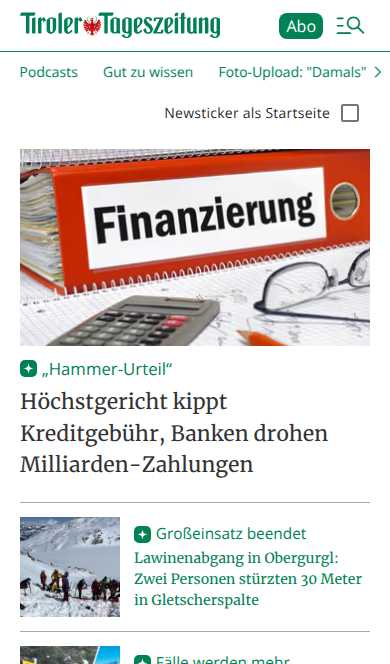 Tiroler Tageszeitung
Abo
Podcasts Gut zu wissen Foto-Upload: "Damals"
Newsticker als Startseite
Finanzierung
„Hammer-Urteil“
Höchstgericht kippt
Kreditgebühr, Banken drohen
Milliarden-Zahlungen
Großeinsatz beendet
Lawinenabgang in Obergurgl:
Zwei Personen stürzten 30 Meter
in Gletscherspalte
Fälle werden mehr